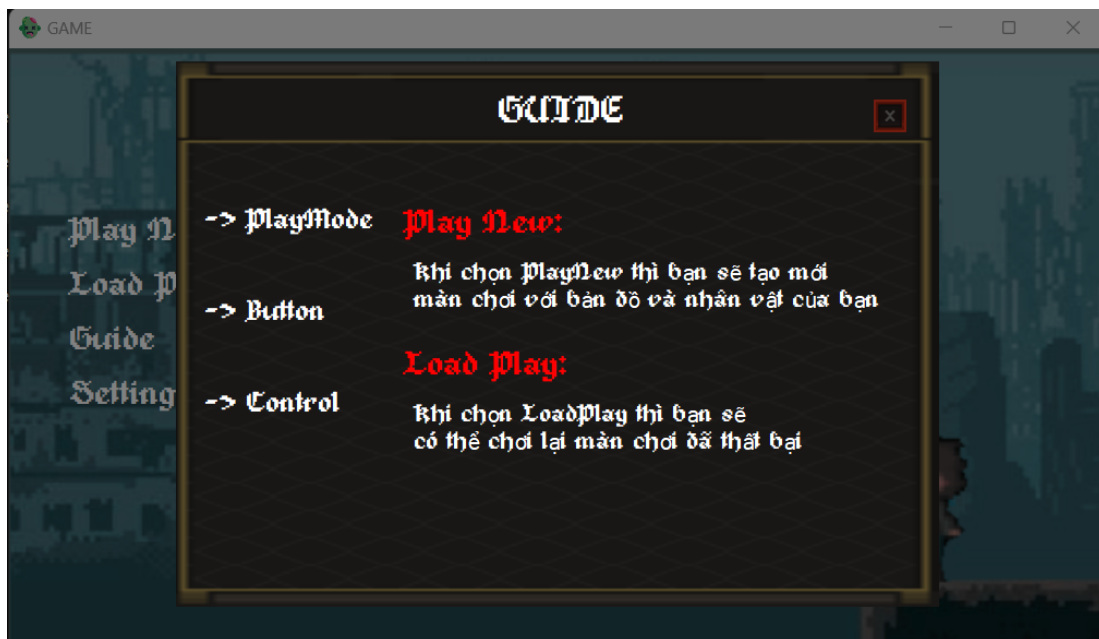 GAME
GUIDE
x
Play N
Load P
Guide
Setting
-> PlayMode
-> Button
-> Control
Play New:
Khi chọn PlayNew thì bạn sẽ tạo mới
màn chơi với bản đồ và nhân vật của bạn
Load Play:
Khi chọn LoadPlay thì bạn sẽ
có thể chơi lại màn chơi đã thất bại